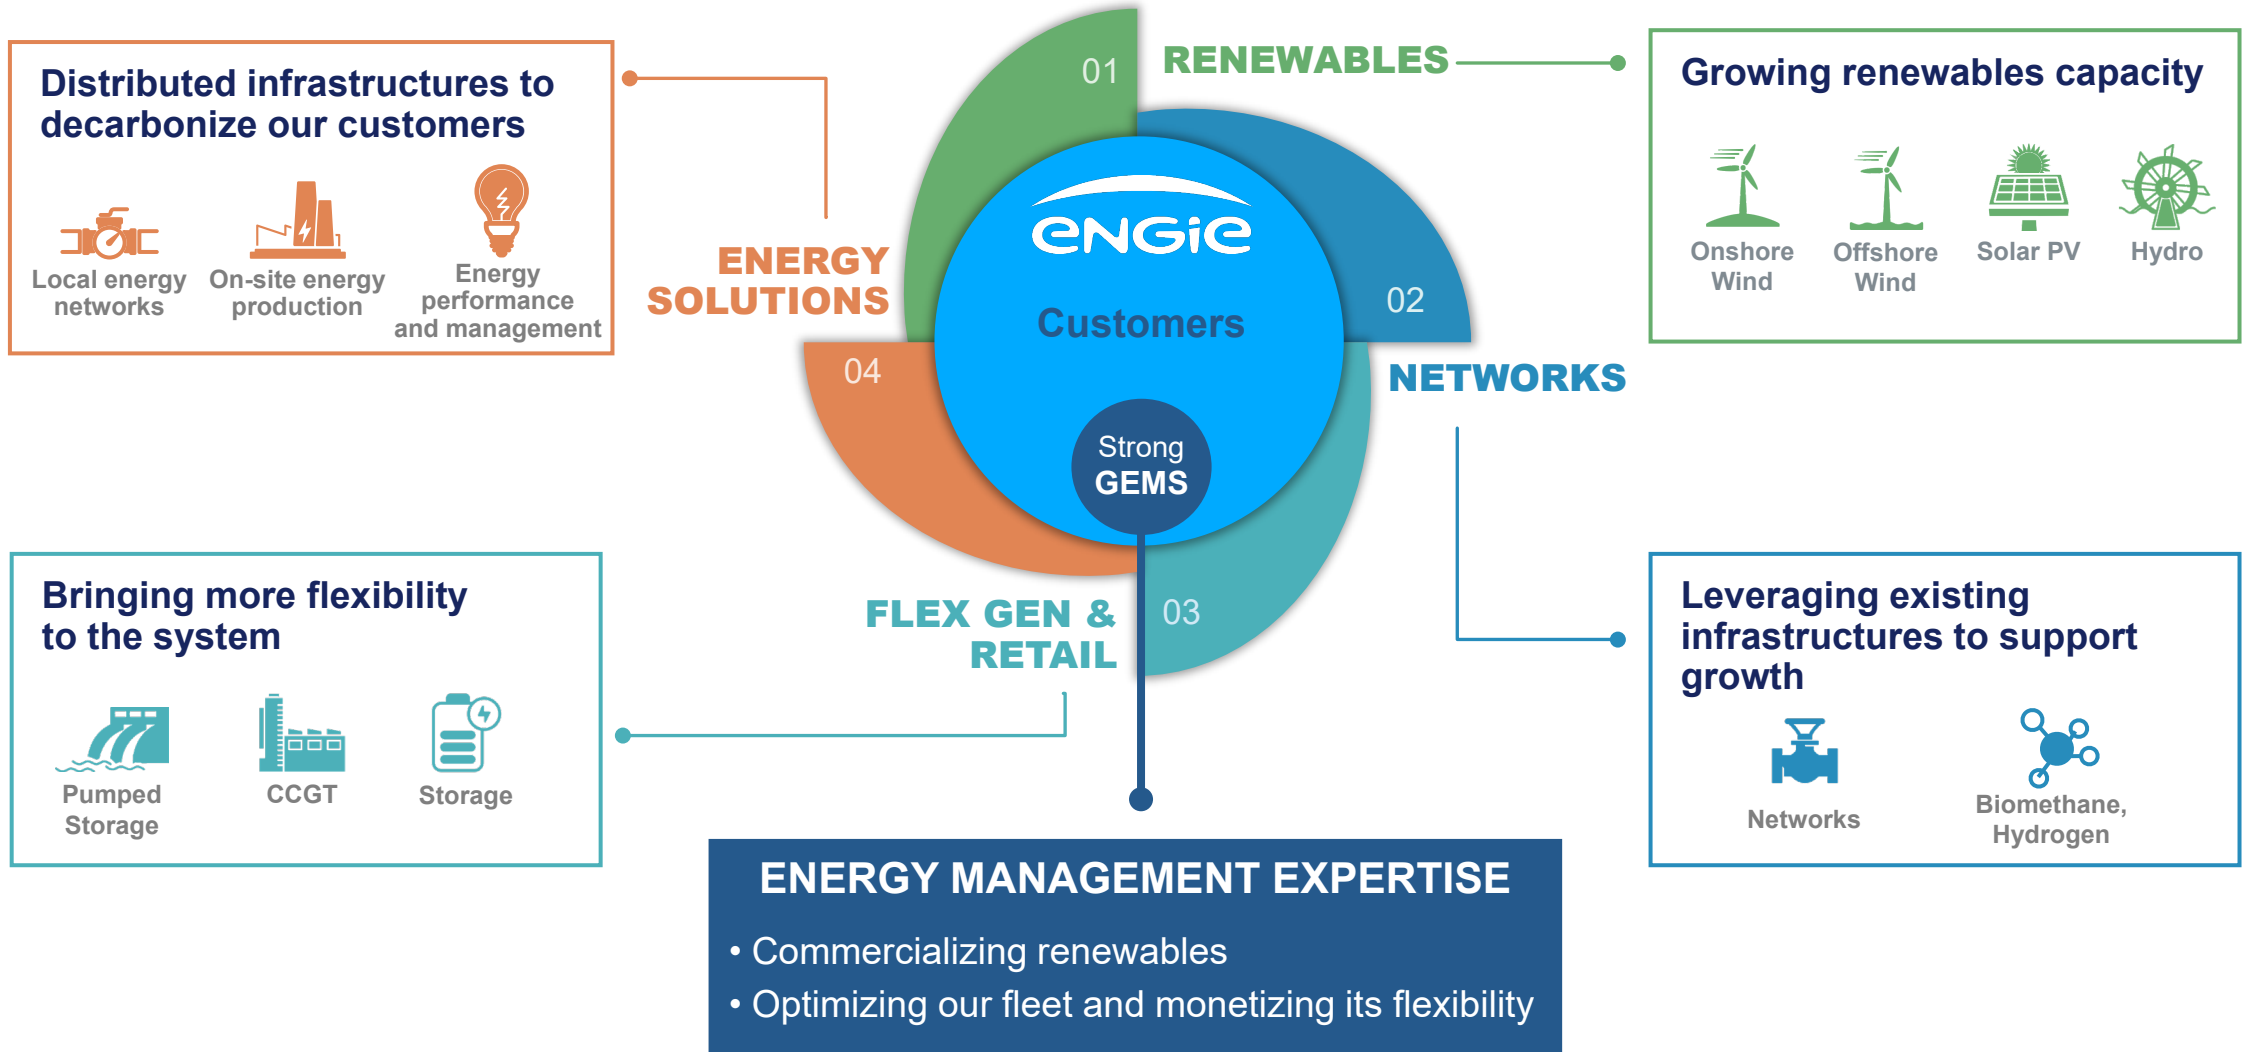 Distributed infrastructures to
decarbonize our customers
Local energy
networks
On-site energy
production
Energy
performance
and management
01
RENEWABLES
Growing renewables capacity
Onshore
Wind
Offshore
Wind
Solar PV
Hydro
ENERGY
SOLUTIONS
ENGiE
Customers
02
NETWORKS
04
Strong
GEMS
Bringing more flexibility
to the system
Pumped
Storage
CCGT
Storage
FLEX GEN &
RETAIL
03
Leveraging existing
infrastructures to support
growth
Networks
Biomethane,
Hydrogen
ENERGY MANAGEMENT EXPERTISE
• Commercializing renewables
• Optimizing our fleet and monetizing its flexibility